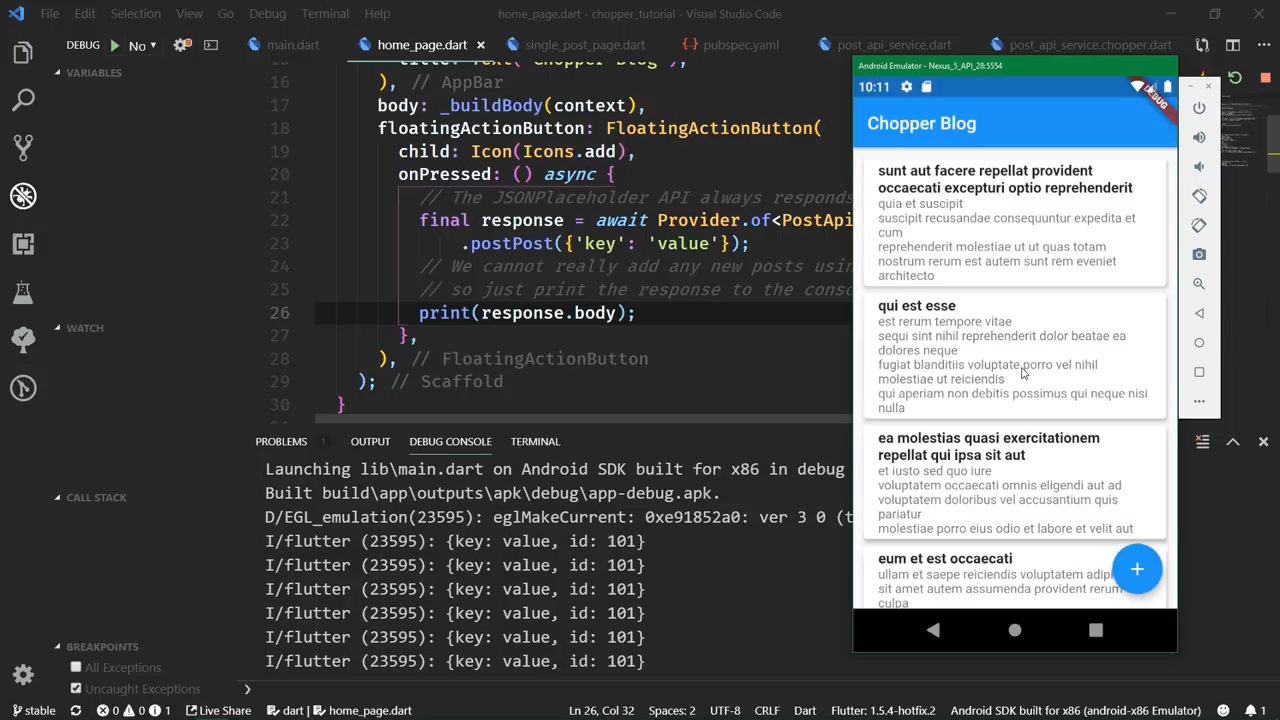 File Edit Selection View Go Debug Terminal Help
home_page.dart - chopper_tutorial - Visual Studio Code
DEBUG No
main.dart
home_page.dart
single_post_page.dart
pubspec.yaml
post_api_service.dart
post_api_service.chopper.dart
VARIABLES
WATCH
CALL STACK
BREAKPOINTS
All Exceptions
Uncaught Exceptions
16 ), // AppBar
17 body: _buildBody(context),
18 floatingActionButton: FloatingActionButton(
19 child: Icon(Icons.add),
20 onPressed: () async {
21 // The JSONPlaceholder API always responds
22 final response = await Provider.of<PostApi
23 .postPost({'key': 'value'});
24 // We cannot really add any new posts usin
25 // so just print the response to the conso
26 print(response.body);
27 },
28 ), // FloatingActionButton
29 ); // Scaffold
30 }
PROBLEMS 1 OUTPUT DEBUG CONSOLE TERMINAL
Launching lib\main.dart on Android SDK built for x86 in debug
Built build\app\outputs\apk\debug\app-debug.apk.
D/EGL_emulation(23595): eglMakeCurrent: 0xe91852a0: ver 3 0 (t
I/flutter (23595): {key: value, id: 101}
I/flutter (23595): {key: value, id: 101}
I/flutter (23595): {key: value, id: 101}
I/flutter (23595): {key: value, id: 101}
I/flutter (23595): {key: value, id: 101}
I/flutter (23595): {key: value, id: 101}
Android Emulator - Nexus_5_API_28:5554
10:11
DEBUG
Chopper Blog
sunt aut facere repellat provident
occaecati excepturi optio reprehenderit
quia et suscipit
suscipit recusandae consequuntur expedita et
cum
reprehenderit molestiae ut ut quas totam
nostrum rerum est autem sunt rem eveniet
architecto
qui est esse
est rerum tempore vitae
sequi sint nihil reprehenderit dolor beatae ea
dolores neque
fugiat blanditiis voluptate porro vel nihil
molestiae ut reiciendis
qui aperiam non debitis possimus qui neque nisi
nulla
ea molestias quasi exercitationem
repellat qui ipsa sit aut
et iusto sed quo iure
voluptatem occaecati omnis eligendi aut ad
voluptatem doloribus vel accusantium quis
pariatur
molestiae porro eius odio et labore et velit aut
eum et est occaecati
ullam et saepe reiciendis voluptatem adipi
sit amet autem assumenda provident rerum
culpa
stable 0 0 1 Live Share dart | home_page.dart Ln 26, Col 32 Spaces: 2 UTF-8 CRLF Dart Flutter: 1.5.4-hotfix.2 Android SDK built for x86 (android-x86 Emulator) 1